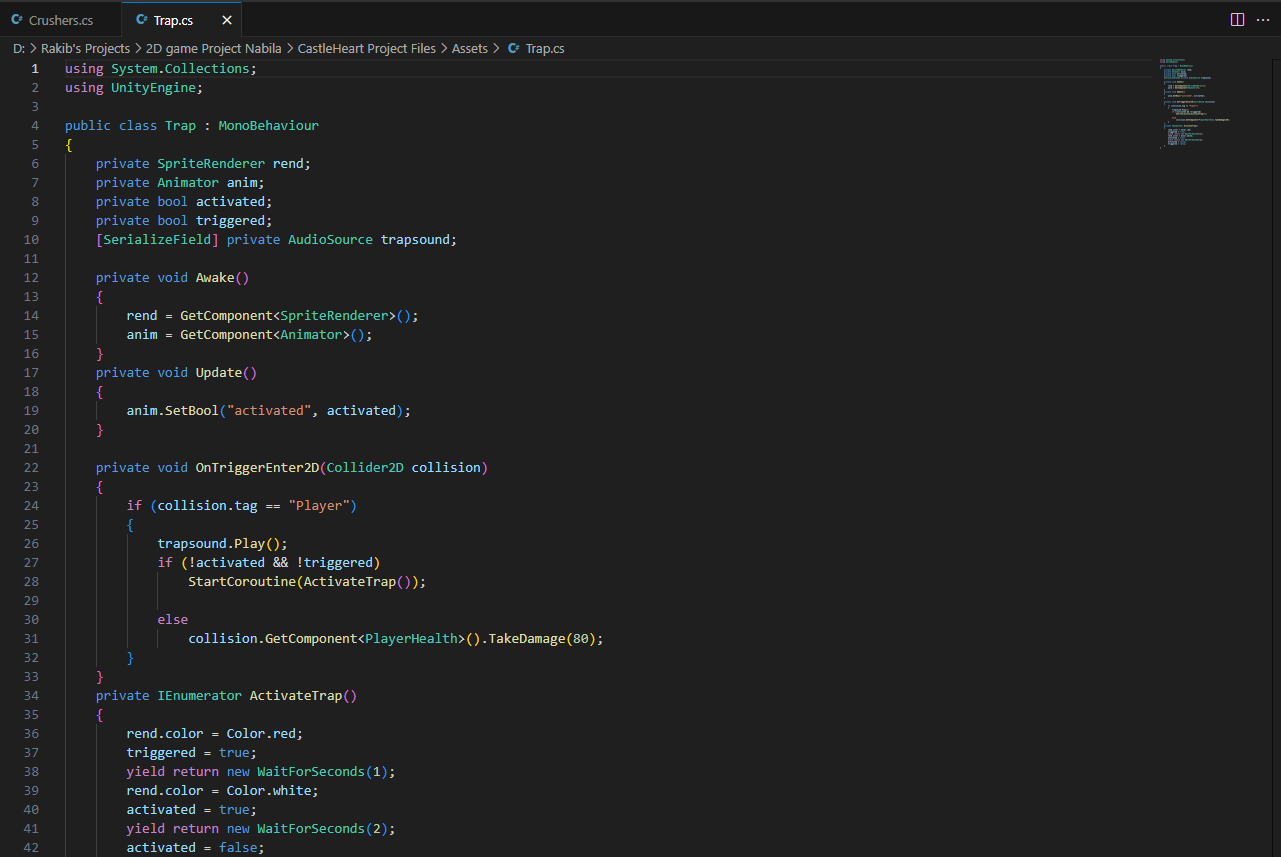 C# Crushers.cs C# Trap.cs ×
D: > Rakib's Projects > 2D game Project Nabila > CastleHeart Project Files > Assets > C# Trap.cs
1 using System.Collections;
2 using UnityEngine;
3
4 public class Trap : MonoBehaviour
5 {
6     private SpriteRenderer rend;
7     private Animator anim;
8     private bool activated;
9     private bool triggered;
10     [SerializeField] private AudioSource trapsound;
11
12     private void Awake()
13     {
14         rend = GetComponent<SpriteRenderer>();
15         anim = GetComponent<Animator>();
16     }
17     private void Update()
18     {
19         anim.SetBool("activated", activated);
20     }
21
22     private void OnTriggerEnter2D(Collider2D collision)
23     {
24         if (collision.tag == "Player")
25         {
26             trapsound.Play();
27             if (!activated && !triggered)
28                 StartCoroutine(ActivateTrap());
29
30             else
31                 collision.GetComponent<PlayerHealth>().TakeDamage(80);
32         }
33     }
34     private IEnumerator ActivateTrap()
35     {
36         rend.color = Color.red;
37         triggered = true;
38         yield return new WaitForSeconds(1);
39         rend.color = Color.white;
40         activated = true;
41         yield return new WaitForSeconds(2);
42         activated = false;